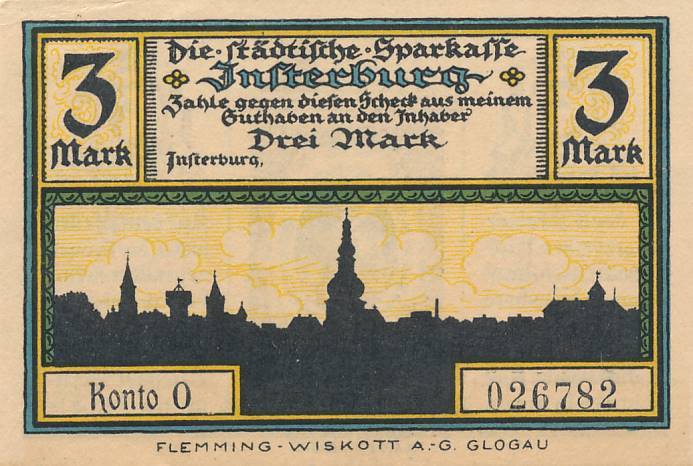 3
Mark
Die · städtische · Sparkasse
Insterburg
Zahle gegen diesen Scheck aus meinem
Guthaben an den Inhaber
Drei Mark
Insterburg,
3
Mark
Konto O
026782
FLEMMING - WISKOTT A.-G. GLOGAU